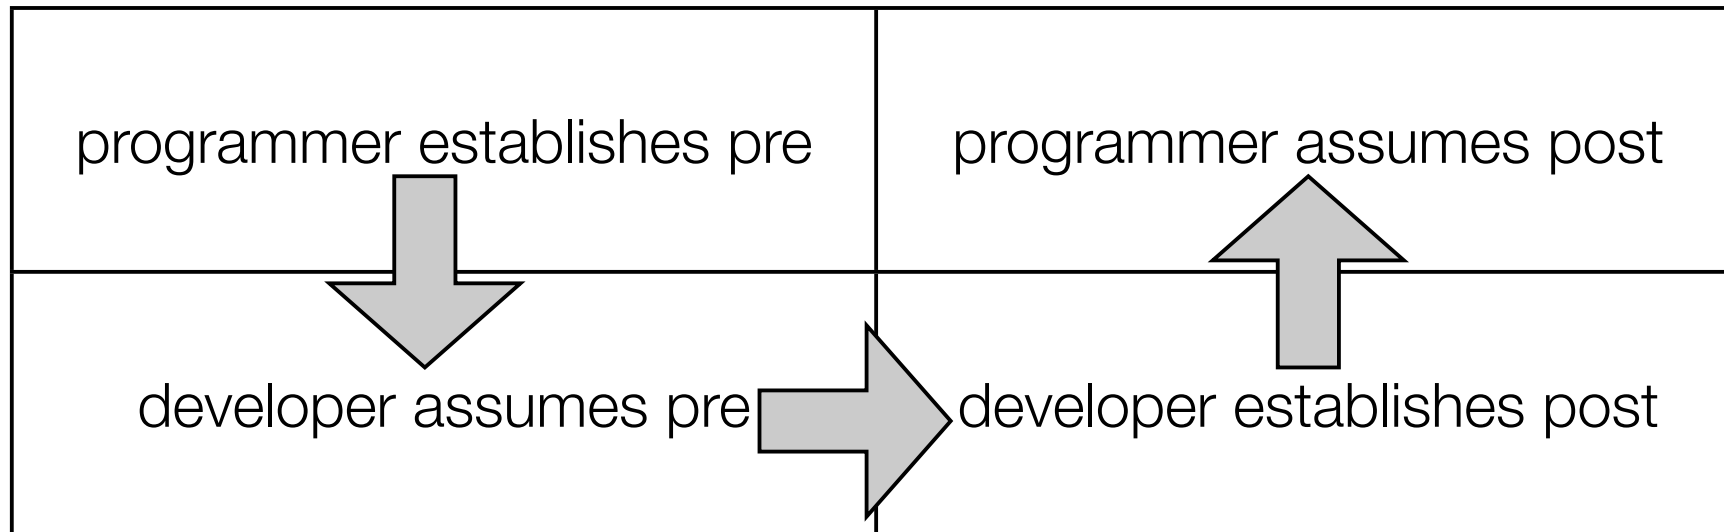 programmer establishes pre
programmer assumes post
developer assumes pre
developer establishes post